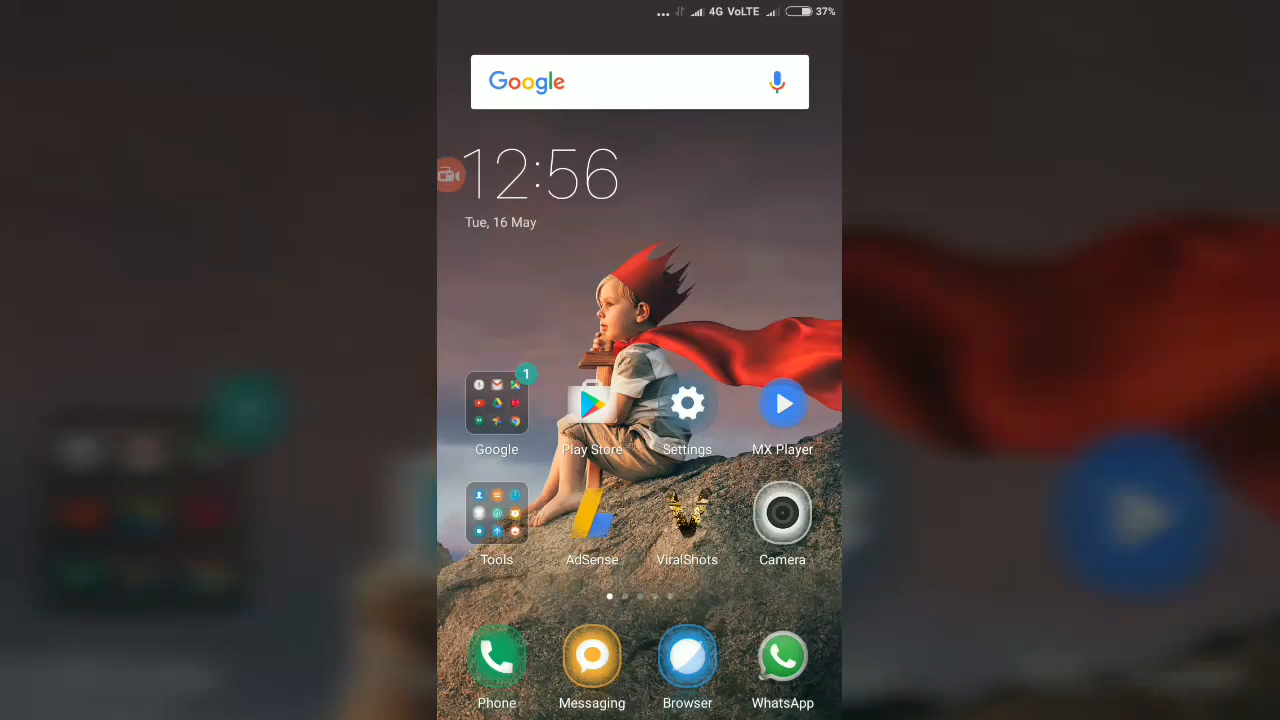 4G VoLTE 37%
Google
12:56
Tue, 16 May
1
Google Play Store Settings MX Player
Tools AdSense ViralShots Camera
Phone Messaging Browser WhatsApp